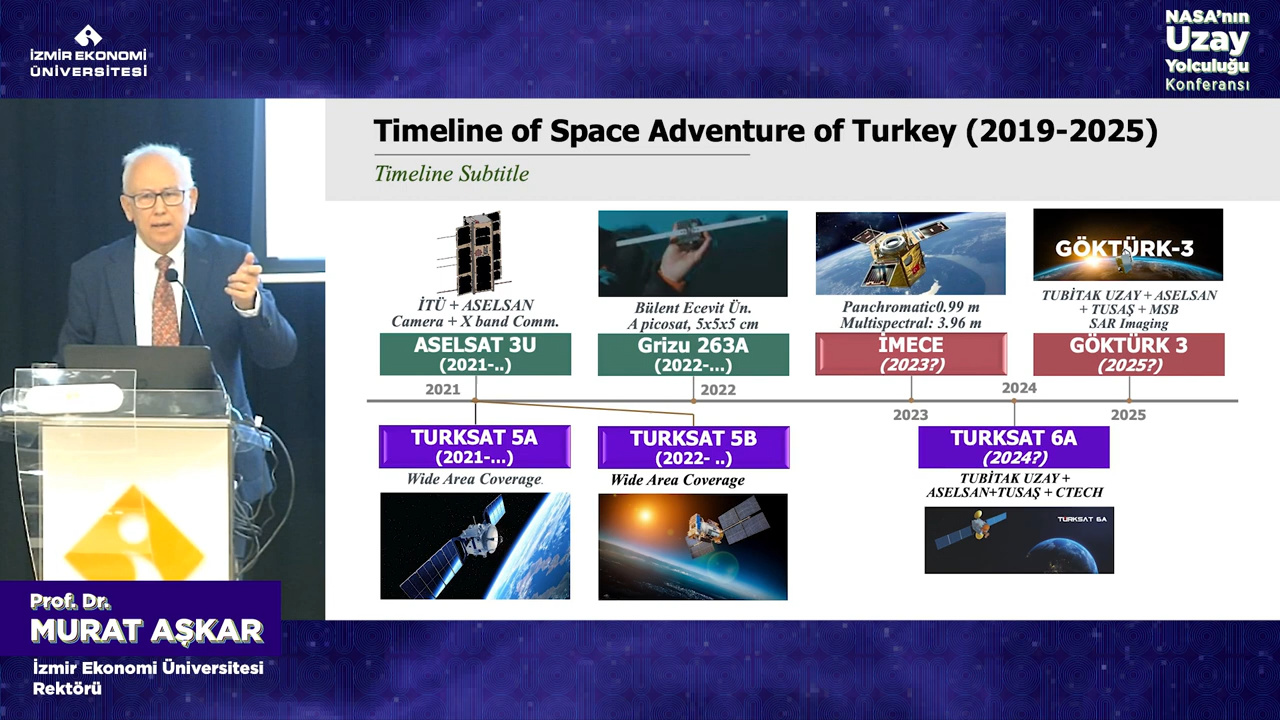 İZMİR EKONOMİ
ÜNİVERSİTESİ
NASA'nın
Uzay
Yolculuğu
Konferansı
Timeline of Space Adventure of Turkey (2019-2025)
Timeline Subtitle
İTÜ + ASELSAN
Camera + X band Comm.
ASELSAT 3U
(2021-..)
Bülent Ecevit Ün.
A picosat, 5x5x5 cm
Grizu 263A
(2022-...)
Panchromatic0.99 m
Multispectral: 3.96 m
İMECE
(2023?)
GÖKTÜRK-3
TUBİTAK UZAY + ASELSAN
+ TUSAŞ + MSB
SAR Imaging
GÖKTÜRK 3
(2025?)
2021
2022
2023
2024
2025
TURKSAT 5A
(2021-...)
Wide Area Coverage.
TURKSAT 5B
(2022- ..)
Wide Area Coverage
TURKSAT 6A
(2024?)
TUBİTAK UZAY +
ASELSAN+TUSAŞ + CTECH
TURKSAT 6A
Prof. Dr.
MURAT AŞKAR
İzmir Ekonomi Üniversitesi
Rektörü